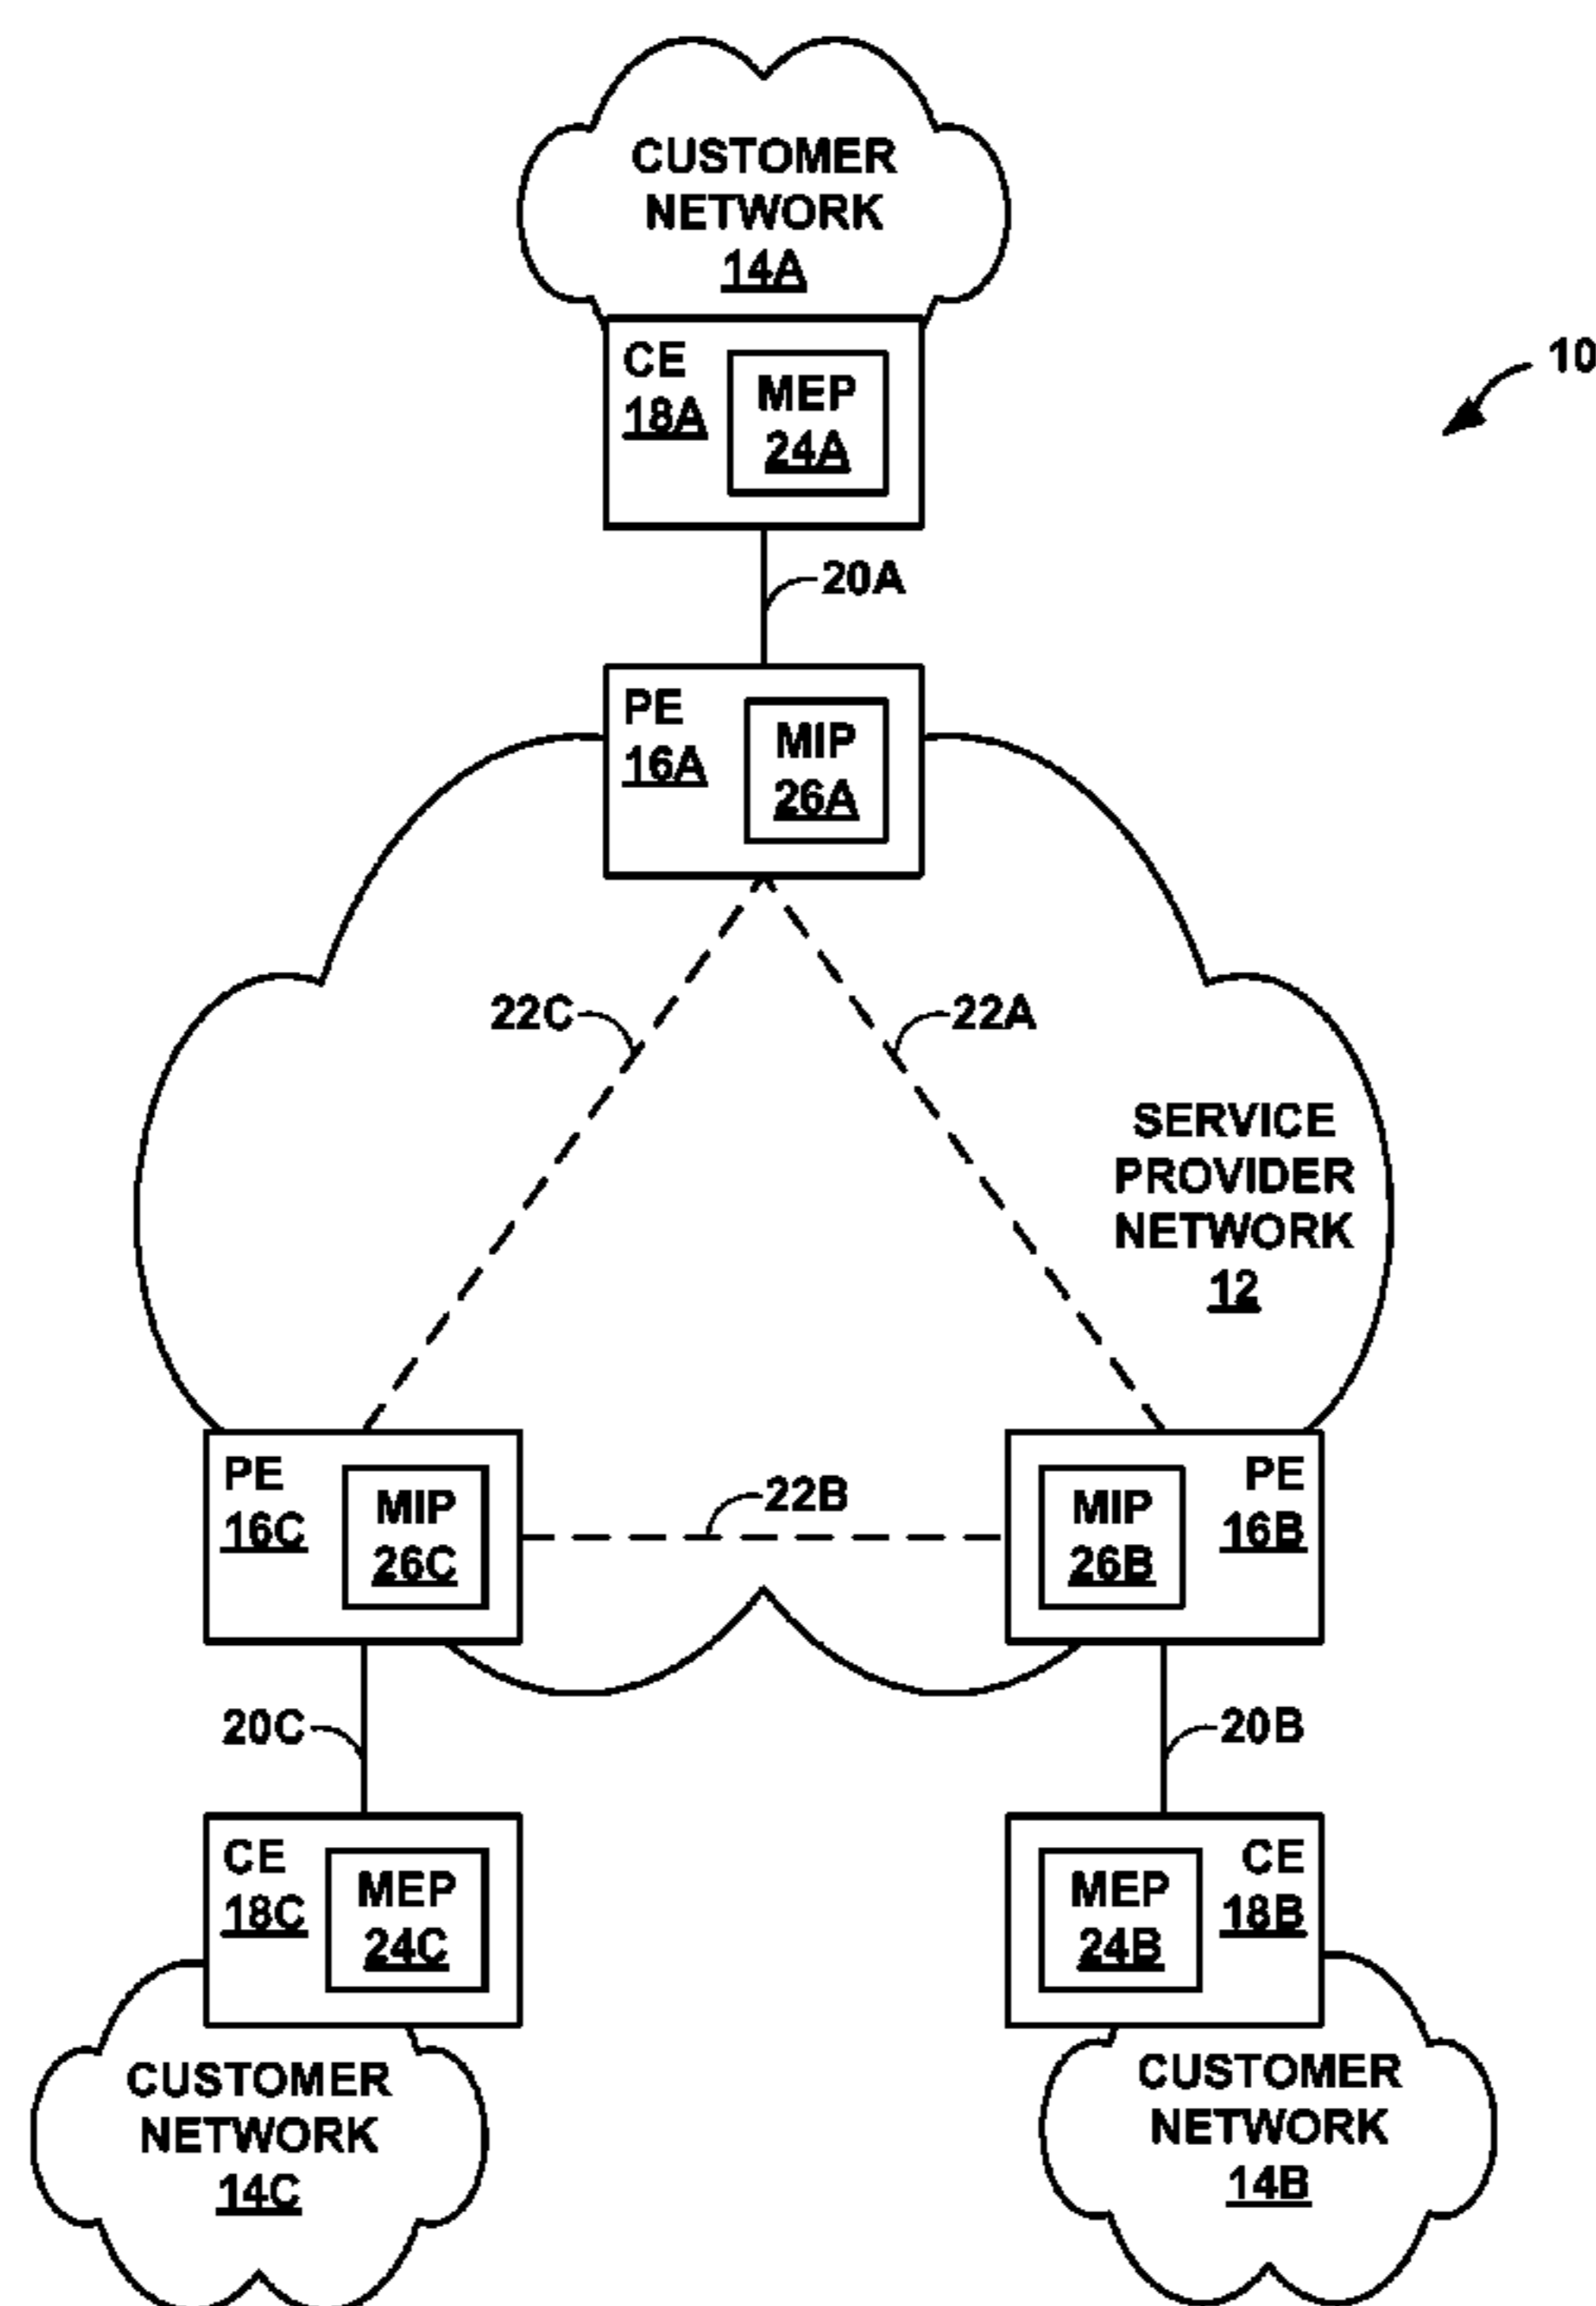 CUSTOMER
NETWORK
14A
CE
18A
MEP
24A
10
20A
PE
16A
MIP
26A
22C
22A
SERVICE
PROVIDER
NETWORK
12
PE
16C
MIP
26C
22B
MIP
26B
PE
16B
20C
20B
CE
18C
MEP
24C
MEP
24B
CE
18B
CUSTOMER
NETWORK
14C
CUSTOMER
NETWORK
14B